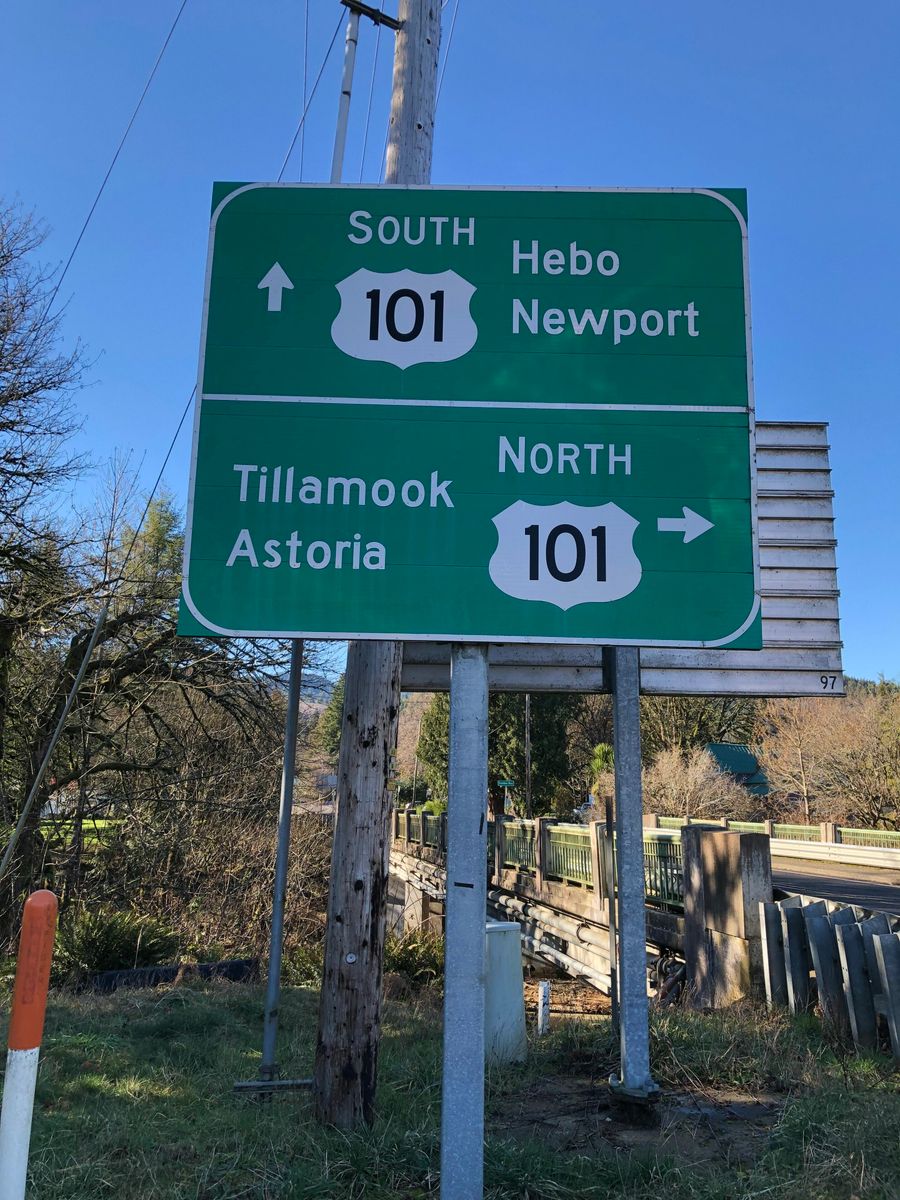 SOUTH
101
Hebo
Newport
NORTH
Tillamook
Astoria
101
97